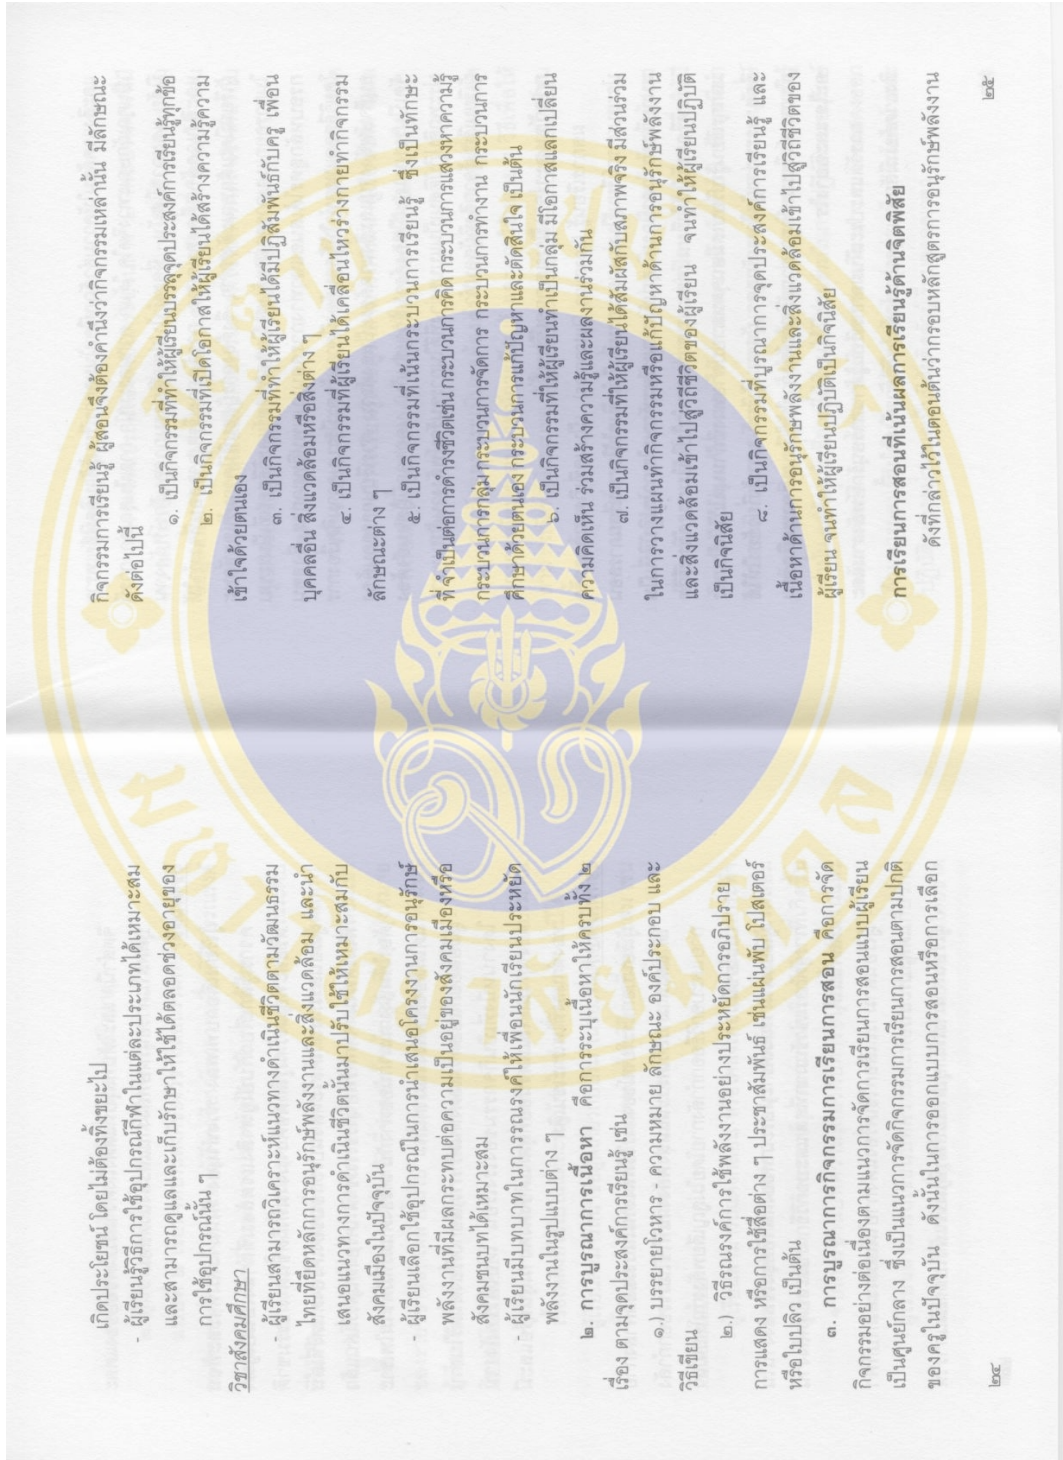 เกิดประโยชน์ โดยไม่ต้องทิ้งขยะไป
- ผู้เรียนรู้วิธีการใช้อุปกรณ์กีฬาในแต่ละประเภทได้เหมาะสม
และสามารถดูแลและเก็บรักษาให้ใช้ได้ตลอดช่วงอายุของ
การใช้อุปกรณ์นั้น ๆ
วิชาสังคมศึกษา
- ผู้เรียนสามารถวิเคราะห์แนวทางดำเนินชีวิตตามวัฒนธรรม
ไทยที่ยึดหลักการอนุรักษ์พลังงานและสิ่งแวดล้อม และนำ
เสนอแนวทางการดำเนินชีวิตนั้นมาปรับใช้ให้เหมาะสมกับ
สังคมเมืองในปัจจุบัน
- ผู้เรียนเลือกใช้อุปกรณ์ในการนำเสนอโครงงานการอนุรักษ์
พลังงานที่มีผลกระทบต่อความเป็นอยู่ของสังคมเมืองหรือ
สังคมชนบทได้เหมาะสม
- ผู้เรียนมีบทบาทในการรณรงค์ให้เพื่อนนักเรียนประหยัด
พลังงานในรูปแบบต่าง ๆ
๒. การบูรณาการเนื้อหา คือการระบุเนื้อหาให้ครบทั้ง ๒
เรื่อง ตามจุดประสงค์การเรียนรู้ เช่น
๑.) บรรยายโวหาร - ความหมาย ลักษณะ องค์ประกอบ และ
วิธีเขียน
๒.) วิธีรณรงค์การใช้พลังงานอย่างประหยัดการอภิปราย
การแสดง หรือการใช้สื่อต่าง ๆ ประชาสัมพันธ์ เช่นแผ่นพับ โปสเตอร์
หรือใบปลิว เป็นต้น
๓. การบูรณาการกิจกรรมการเรียนการสอน คือการจัด
กิจกรรมอย่างต่อเนื่องตามแนวการจัดการเรียนการสอนแบบผู้เรียน
เป็นศูนย์กลาง ซึ่งเป็นแนวการจัดกิจกรรมการเรียนการสอนตามปกติ
ของครูในปัจจุบัน ดังนั้นในการออกแบบการสอนหรือการเลือก
๒๔
กิจกรรมการเรียนรู้ ผู้สอนจึงต้องคำนึงว่ากิจกรรมเหล่านั้น มีลักษณะ
ดังต่อไปนี้
๑. เป็นกิจกรรมที่ทำให้ผู้เรียนบรรลุจุดประสงค์การเรียนรู้ทุกข้อ
๒. เป็นกิจกรรมที่เปิดโอกาสให้ผู้เรียนได้สร้างความรู้ความ
เข้าใจด้วยตนเอง
๓. เป็นกิจกรรมที่ทำให้ผู้เรียนได้มีปฏิสัมพันธ์กับครู เพื่อน
บุคคลอื่น สิ่งแวดล้อมหรือสิ่งต่าง ๆ
๔. เป็นกิจกรรมที่ผู้เรียนได้เคลื่อนไหวร่างกายทำกิจกรรม
ลักษณะต่าง ๆ
๕. เป็นกิจกรรมที่เน้นกระบวนการเรียนรู้ ซึ่งเป็นทักษะ
ที่จำเป็นต่อการดำรงชีวิตเช่น กระบวนการคิด กระบวนการแสวงหาความรู้
กระบวนการกลุ่ม กระบวนการจัดการ กระบวนการทำงาน กระบวนการ
ศึกษาด้วยตนเอง กระบวนการแก้ปัญหาและตัดสินใจ เป็นต้น
๖. เป็นกิจกรรมที่ให้ผู้เรียนทำเป็นกลุ่ม มีโอกาสแลกเปลี่ยน
ความคิดเห็น ร่วมสร้างความรู้และผลงานร่วมกัน
๗. เป็นกิจกรรมที่ให้ผู้เรียนได้สัมผัสกับสภาพจริง มีส่วนร่วม
ในการวางแผนทำกิจกรรมหรือแก้ปัญหาด้านการอนุรักษ์พลังงาน
และสิ่งแวดล้อมเข้าไปสู่วิถีชีวิตของผู้เรียน จนทำให้ผู้เรียนปฏิบัติ
เป็นกิจนิสัย
๘. เป็นกิจกรรมที่บูรณาการจุดประสงค์การเรียนรู้ และ
เนื้อหาด้านการอนุรักษ์พลังงานและสิ่งแวดล้อมเข้าไปสู่วิถีชีวิตของ
ผู้เรียน จนทำให้ผู้เรียนปฏิบัติเป็นกิจนิสัย
การเรียนการสอนที่เน้นผลการเรียนรู้ด้านจิตพิสัย
ดังที่กล่าวไว้ในตอนต้นว่ากรอบหลักสูตรการอนุรักษ์พลังงาน
๒๕
มหาวิทยาลัยมหิดล